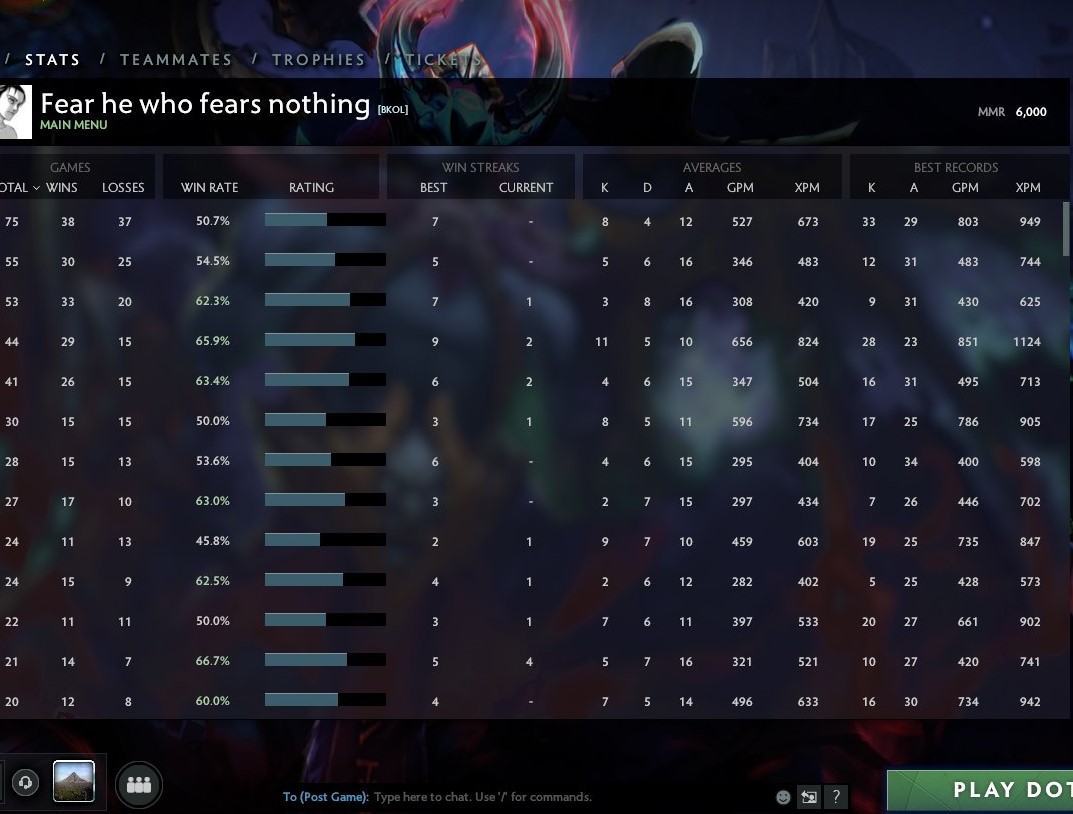 / STATS / TEAMMATES / TROPHIES / TICKETS
Fear he who fears nothing [BKOL]
MAIN MENU
MMR 6,000
GAMES WIN STREAKS AVERAGES BEST RECORDS
OTAL WINS LOSSES WIN RATE RATING BEST CURRENT K D A GPM XPM K A GPM XPM
75 38 37 50.7% 7 - 8 4 12 527 673 33 29 803 949
55 30 25 54.5% 5 - 5 6 16 346 483 12 31 483 744
53 33 20 62.3% 7 1 3 8 16 308 420 9 31 430 625
44 29 15 65.9% 9 2 11 5 10 656 824 28 23 851 1124
41 26 15 63.4% 6 2 4 6 15 347 504 16 31 495 713
30 15 15 50.0% 3 1 8 5 11 596 734 17 25 786 905
28 15 13 53.6% 6 - 4 6 15 295 404 10 34 400 598
27 17 10 63.0% 3 - 2 7 15 297 434 7 26 446 702
24 11 13 45.8% 2 1 9 7 10 459 603 19 25 735 847
24 15 9 62.5% 4 1 2 6 12 282 402 5 25 428 573
22 11 11 50.0% 3 1 7 6 11 397 533 20 27 661 902
21 14 7 66.7% 5 4 5 7 16 321 521 10 27 420 741
20 12 8 60.0% 4 - 7 5 14 496 633 16 30 734 942
To (Post Game): Type here to chat. Use '/' for commands.
?
PLAY DOT